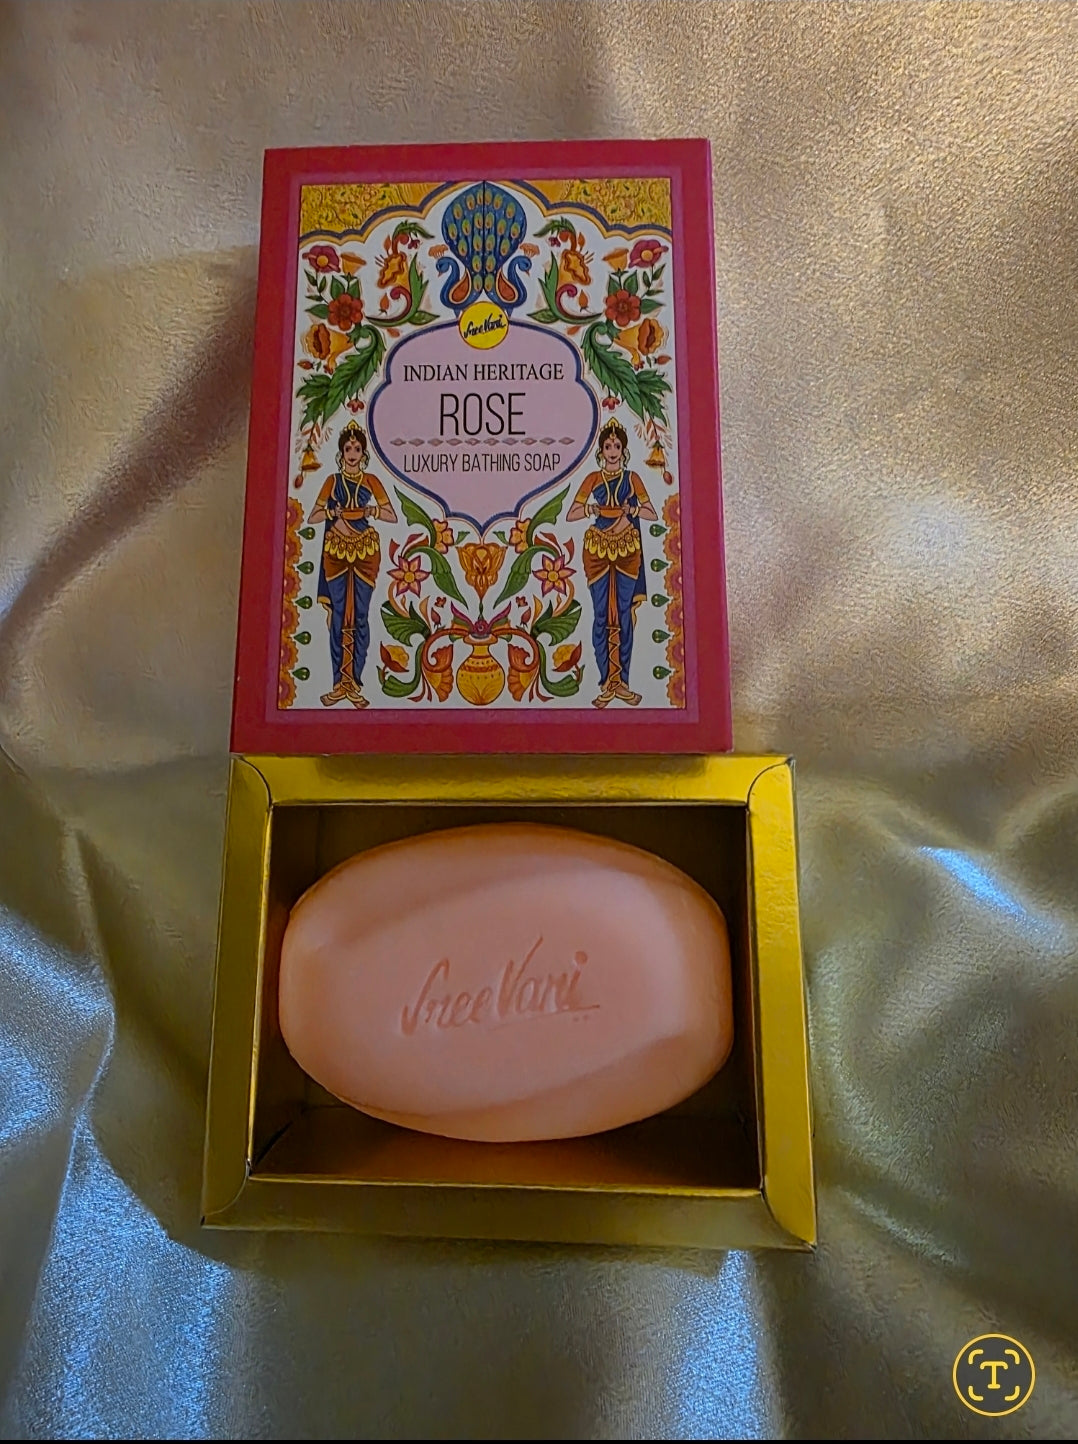 SreeVani
INDIAN HERITAGE
ROSE
LUXURY BATHING SOAP
SreeVani
T